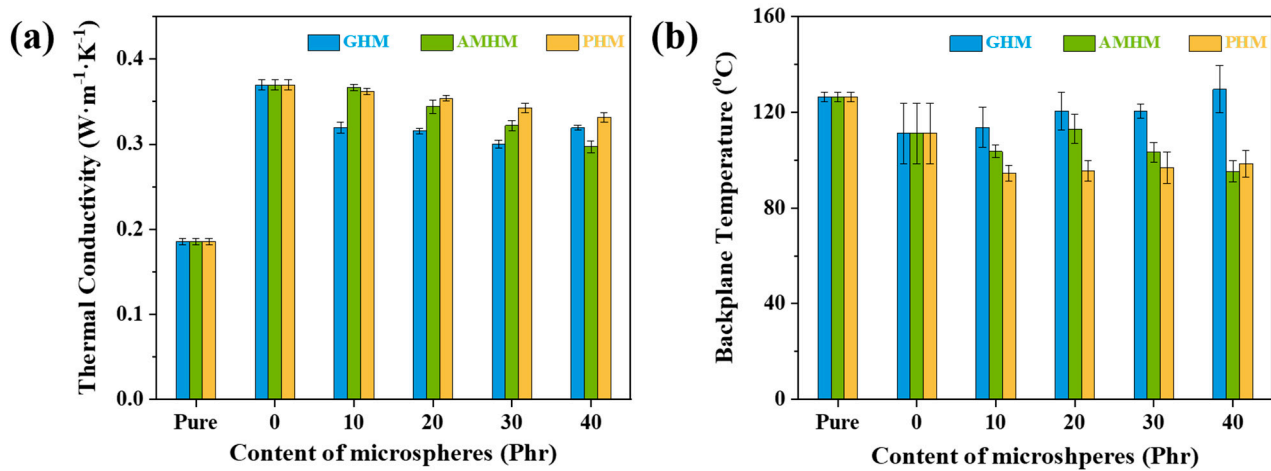 (a)
GHM AMHM PHM
Thermal Conductivity (W·m⁻¹·K⁻¹)
0.4
0.3
0.2
0.1
0.0
Pure 0 10 20 30 40
Content of microspheres (Phr)
(b)
GHM AMHM PHM
Backplane Temperature (⁰C)
160
120
80
40
0
Pure 0 10 20 30 40
Content of microshperes (Phr)